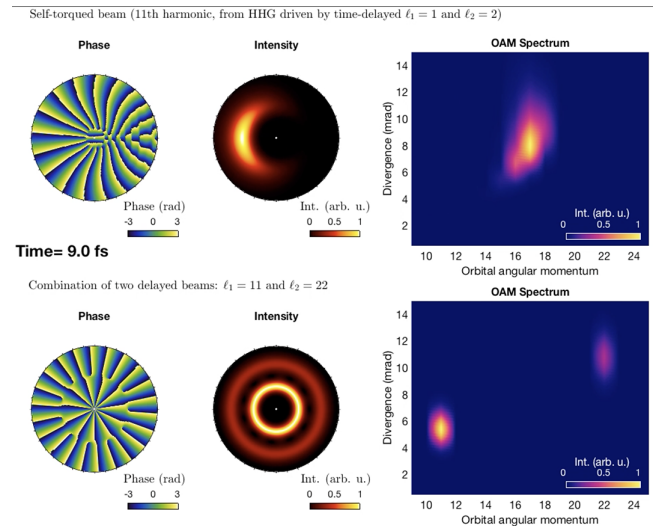 Self-torqued beam (11th harmonic, from HHG driven by time-delayed ℓ₁ = 1 and ℓ₂ = 2)
Phase
Intensity
OAM Spectrum
Divergence (mrad)
14
12
10
8
6
4
2
Phase (rad)
-3 0 3
Int. (arb. u.)
0 0.5 1
Int. (arb. u.)
0 0.5 1
10 12 14 16 18 20 22 24
Orbital angular momentum
Time= 9.0 fs
Combination of two delayed beams: ℓ₁ = 11 and ℓ₂ = 22
Phase
Intensity
OAM Spectrum
Divergence (mrad)
14
12
10
8
6
4
2
Phase (rad)
-3 0 3
Int. (arb. u.)
0 0.5 1
Int. (arb. u.)
0 0.5 1
10 12 14 16 18 20 22 24
Orbital angular momentum